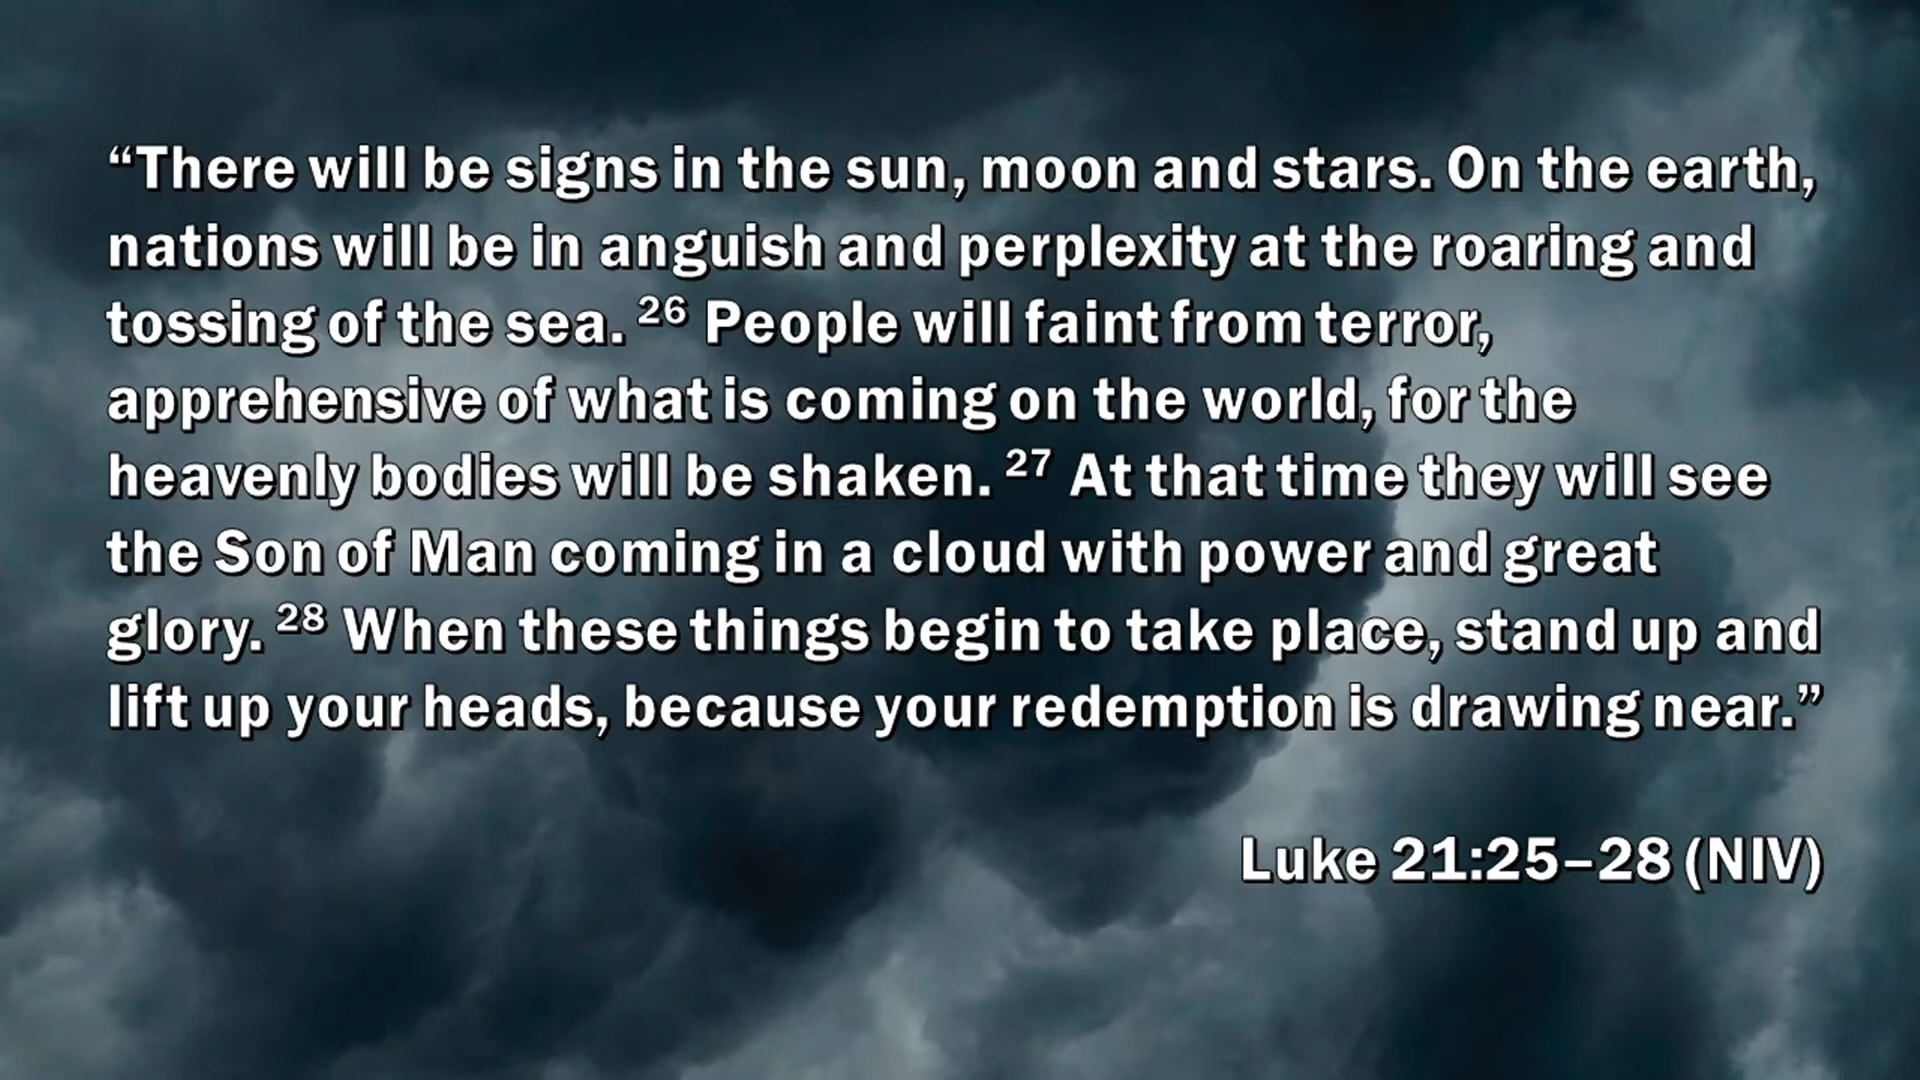 “There will be signs in the sun, moon and stars. On the earth,
nations will be in anguish and perplexity at the roaring and
tossing of the sea. 26 People will faint from terror,
apprehensive of what is coming on the world, for the
heavenly bodies will be shaken. 27 At that time they will see
the Son of Man coming in a cloud with power and great
glory. 28 When these things begin to take place, stand up and
lift up your heads, because your redemption is drawing near.”
Luke 21:25–28 (NIV)